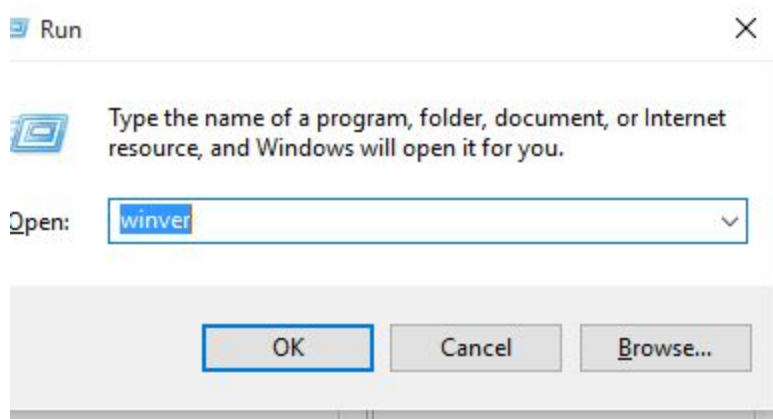 Run
Type the name of a program, folder, document, or Internet
resource, and Windows will open it for you.
Open:
winver
OK
Cancel
Browse...